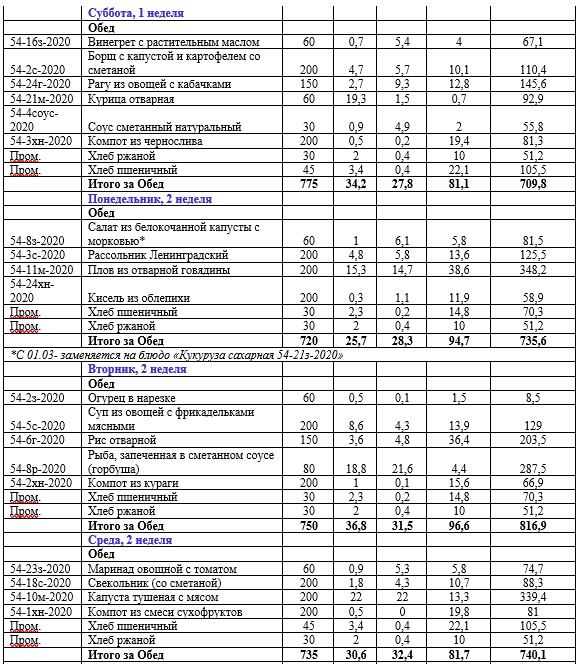 Суббота, 1 неделя
Обед
54-16з-2020 Винегрет с растительным маслом 60 0,7 5,4 4 67,1
Борщ с капустой и картофелем со
54-2с-2020 сметаной 200 4,7 5,7 10,1 110,4
54-24г-2020 Рагу из овощей с кабачками 150 2,7 9,3 12,8 145,6
54-21м-2020 Курица отварная 60 19,3 1,5 0,7 92,9
54-4соус-
2020 Соус сметанный натуральный 30 0,9 4,9 2 55,8
54-3хн-2020 Компот из чернослива 200 0,5 0,2 19,4 81,3
Пром. Хлеб ржаной 30 2 0,4 10 51,2
Пром. Хлеб пшеничный 45 3,4 0,4 22,1 105,5
Итого за Обед 775 34,2 27,8 81,1 709,8
Понедельник, 2 неделя
Обед
Салат из белокочанной капусты с
54-8з-2020 морковью* 60 1 6,1 5,8 81,5
54-3с-2020 Рассольник Ленинградский 200 4,8 5,8 13,6 125,5
54-11м-2020 Плов из отварной говядины 200 15,3 14,7 38,6 348,2
54-24хн-
2020 Кисель из облепихи 200 0,3 1,1 11,9 58,9
Пром. Хлеб пшеничный 30 2,3 0,2 14,8 70,3
Пром. Хлеб ржаной 30 2 0,4 10 51,2
Итого за Обед 720 25,7 28,3 94,7 735,6
*С 01.03- заменяется на блюдо «Кукуруза сахарная 54-21з-2020»
Вторник, 2 неделя
Обед
54-2з-2020 Огурец в нарезке 60 0,5 0,1 1,5 8,5
Суп из овощей с фрикадельками
54-5с-2020 мясными 200 8,6 4,3 13,9 129
54-6г-2020 Рис отварной 150 3,6 4,8 36,4 203,5
Рыба, запеченная в сметанном соусе
54-8р-2020 (горбуша) 80 18,8 21,6 4,4 287,5
54-2хн-2020 Компот из кураги 200 1 0,1 15,6 66,9
Пром. Хлеб пшеничный 30 2,3 0,2 14,8 70,3
Пром. Хлеб ржаной 30 2 0,4 10 51,2
Итого за Обед 750 36,8 31,5 96,6 816,9
Среда, 2 неделя
Обед
54-23з-2020 Маринад овощной с томатом 60 0,9 5,3 5,8 74,7
54-18с-2020 Свекольник (со сметаной) 200 1,8 4,3 10,7 88,3
54-10м-2020 Капуста тушеная с мясом 200 22 22 13,3 339,4
54-1хн-2020 Компот из смеси сухофруктов 200 0,5 0 19,8 81
Пром. Хлеб пшеничный 45 3,4 0,4 22,1 105,5
Пром. Хлеб ржаной 30 2 0,4 10 51,2
Итого за Обед 735 30,6 32,4 81,7 740,1